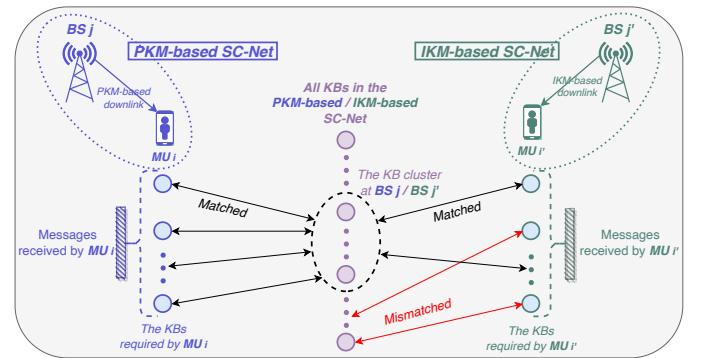 BS j
PKM-based SC-Net
PKM-based
downlink
MU i
All KBs in the
PKM-based / IKM-based
SC-Net
IKM-based SC-Net
BS j'
IKM-based
downlink
MU i'
The KB cluster
at BS j / BS j'
Matched
Matched
Messages
received by MU i
Messages
received by MU i'
Mismatched
The KBs
required by MU i
The KBs
required by MU i'